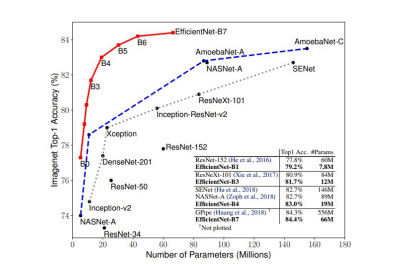 84
82
80
78
76
74
0
20
40
60
80
100
120
140
160
180
Imagenet Top-1 Accuracy (%)
Number of Parameters (Millions)
EfficientNet-B7
B6
B5
B4
B3
B0
AmoebaNet-A
AmoebaNet-C
NASNet-A
SENet
ResNeXt-101
Inception-ResNet-v2
Xception
ResNet-152
DenseNet-201
ResNet-50
Inception-v2
NASNet-A
ResNet-34
Top1 Acc. #Params
ResNet-152 (He et al., 2016) 77.8% 60M
EfficientNet-B1 79.2% 7.8M
ResNeXt-101 (Xie et al., 2017) 80.9% 84M
EfficientNet-B3 81.7% 12M
SENet (Hu et al., 2018) 82.7% 146M
NASNet-A (Zoph et al., 2018) 82.7% 89M
EfficientNet-B4 83.0% 19M
GPipe (Huang et al., 2018) † 84.3% 556M
EfficientNet-B7 84.4% 66M
†Not plotted